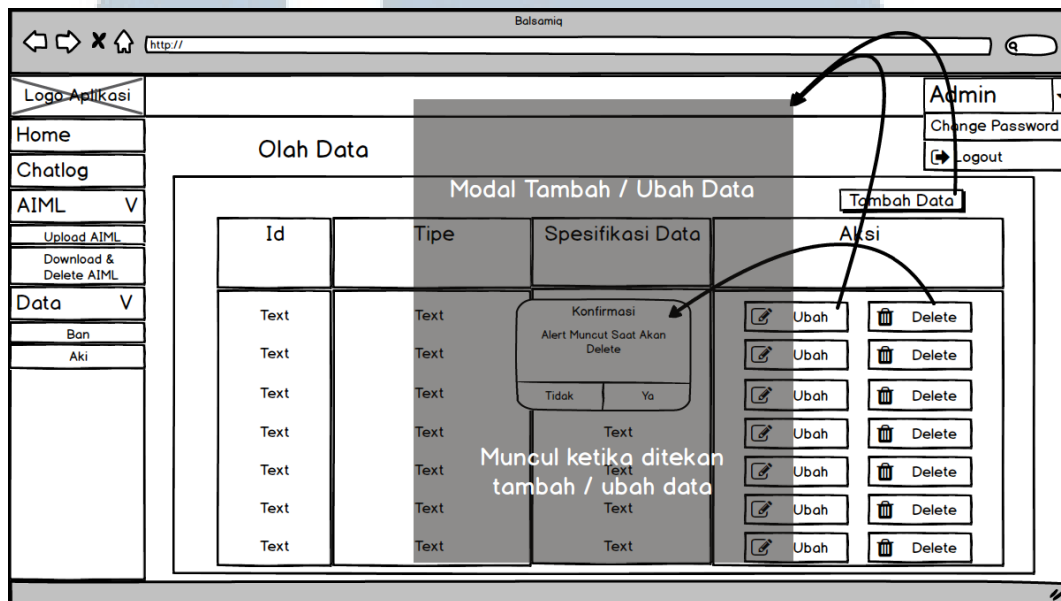 Balsamiq
http://
Logo Aplikasi
Admin
Change Password
Logout
Home
Chatlog
AIML V
Upload AIML
Download &
Delete AIML
Data V
Ban
Aki
Olah Data
Modal Tambah / Ubah Data
Tambah Data
Id Tipe Spesifikasi Data Aksi
Text Text Ubah Delete
Konfirmasi
Alert Muncut Saat Akan
Delete
Tidak Ya
Text Text Ubah Delete
Text Text Ubah Delete
Text Text Text Ubah Delete
Muncul ketika ditekan
tambah / ubah data
Text Text Text Ubah Delete
Text Text Text Ubah Delete
Text Text Text Ubah Delete